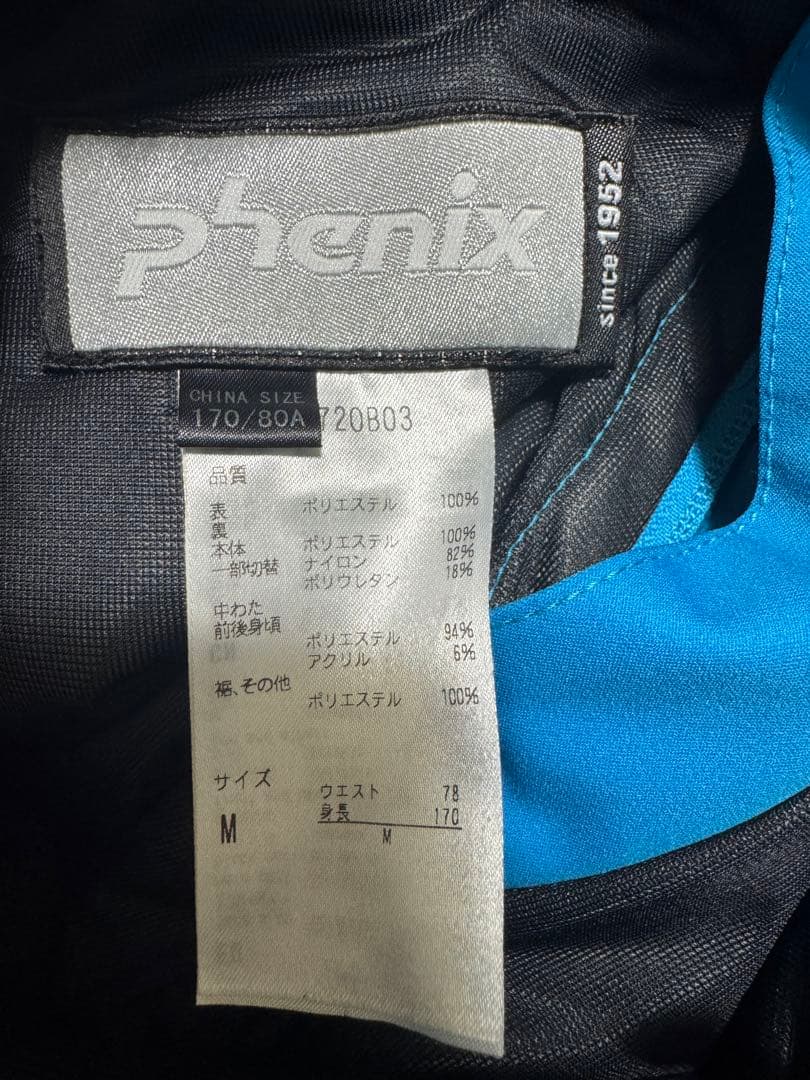 phenix
since 1952
CHINA SIZE
170/80A
720B03
品質
表 ポリエステル 100%
裏
本体 ポリエステル 100%
一部切替 ナイロン 82%
ポリウレタン 18%
中わた
前後身頃 ポリエステル 94%
アクリル 6%
裾、その他 ポリエステル 100%
サイズ ウエスト 78
身長 170
M M